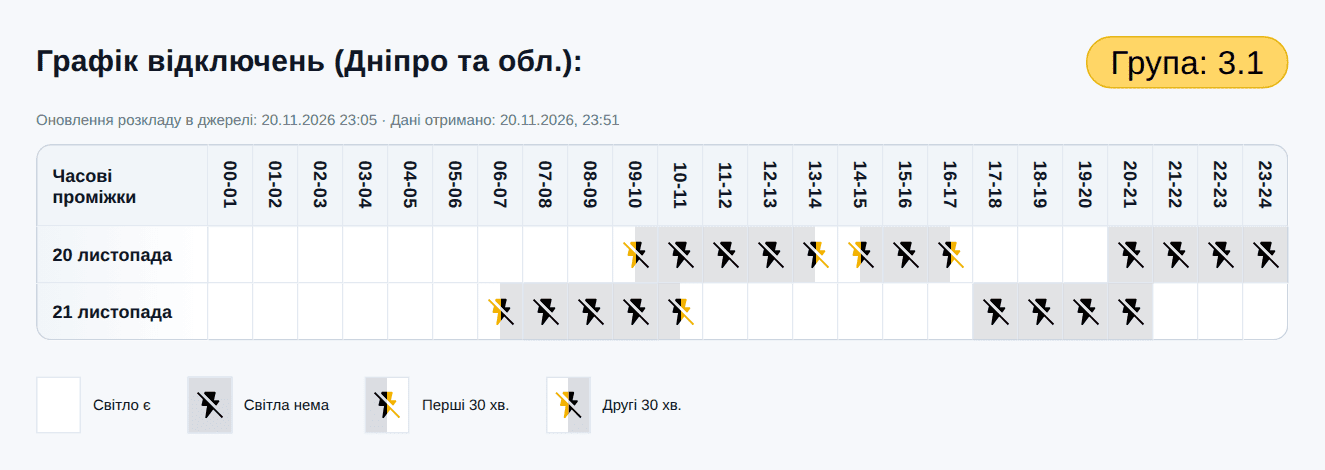 Графік відключень (Дніпро та обл.):
Група: 3.1
Оновлення розкладу в джерелі: 20.11.2026 23:05 · Дані отримано: 20.11.2026, 23:51
Часові
проміжки
00-01
01-02
02-03
03-04
04-05
05-06
06-07
07-08
08-09
09-10
10-11
11-12
12-13
13-14
14-15
15-16
16-17
17-18
18-19
19-20
20-21
21-22
22-23
23-24
20 листопада
21 листопада
Світло є
Світла нема
Перші 30 хв.
Другі 30 хв.